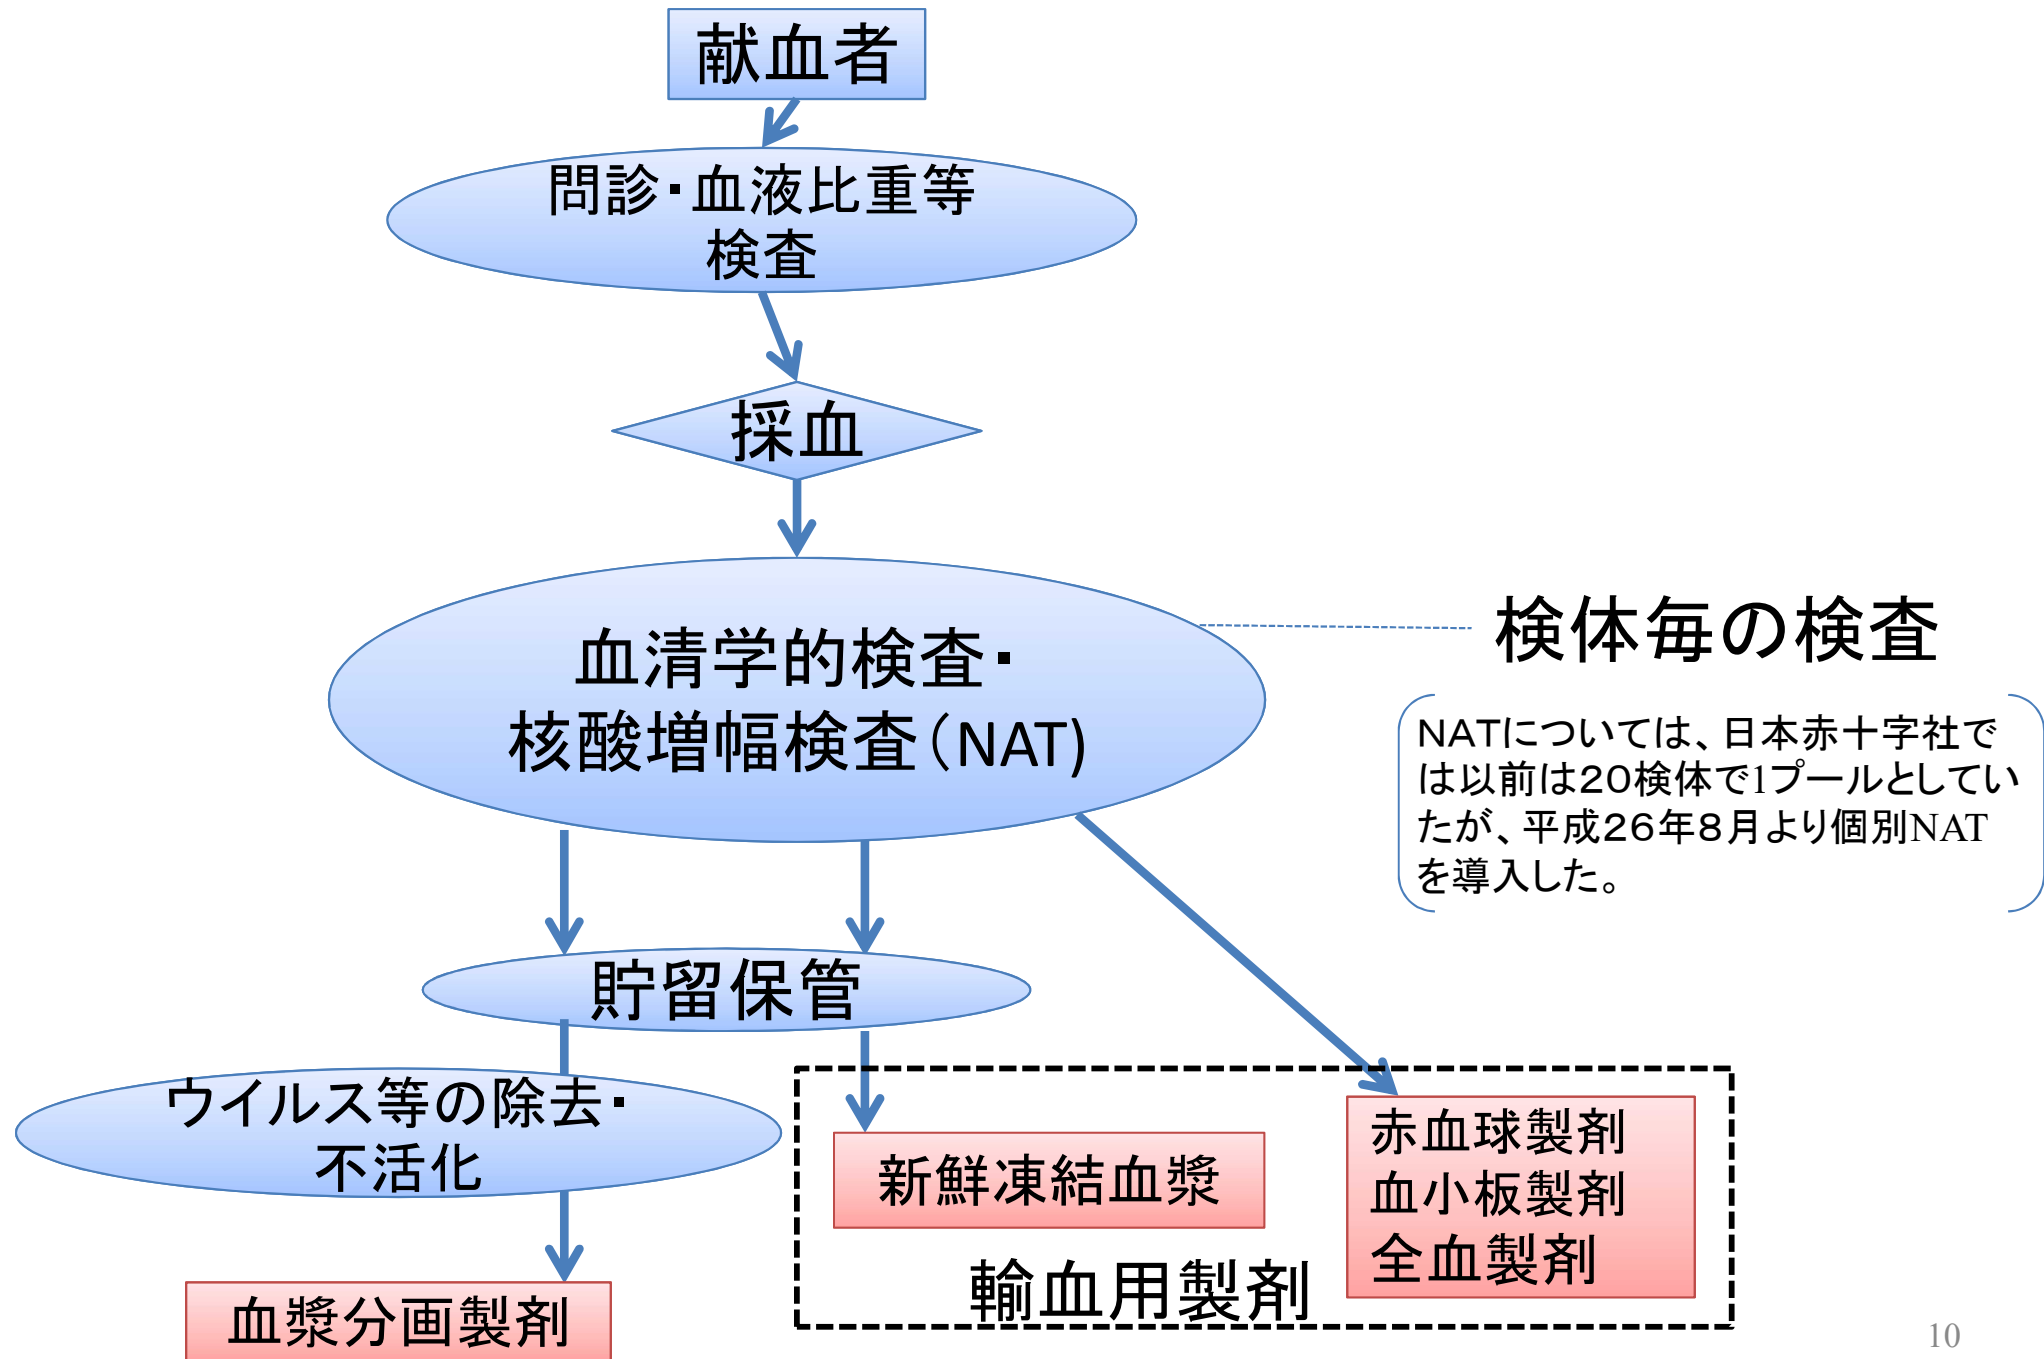 献血者
問診・血液比重等
検査
採血
血清学的検査・
核酸増幅検査（NAT)
検体毎の検査
NATについては、日本赤十字社で
は以前は20検体で1プールとしてい
たが、平成26年8月より個別NAT
を導入した。
貯留保管
ウイルス等の除去・
不活化
新鮮凍結血漿
赤血球製剤
血小板製剤
全血製剤
輸血用製剤
血漿分画製剤
10